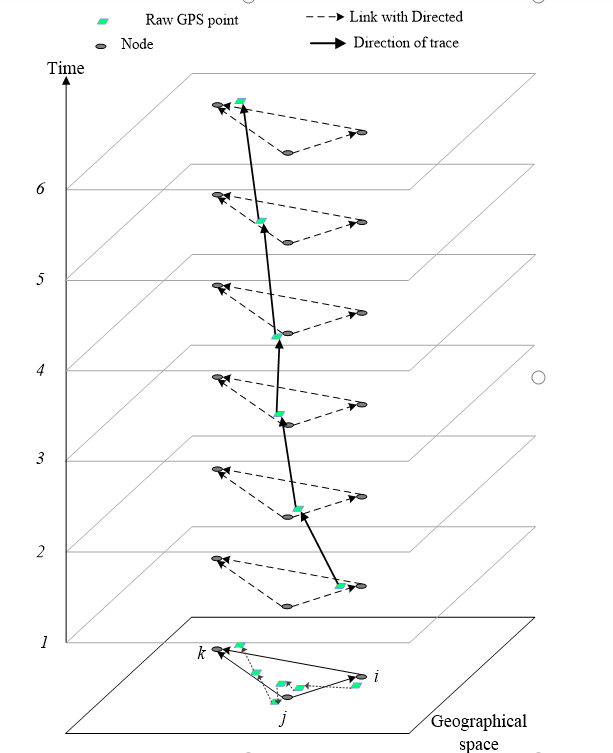 Raw GPS point
Link with Directed
Node
Direction of trace
Time
6
5
4
3
2
1
k
i
j
Geographical
space